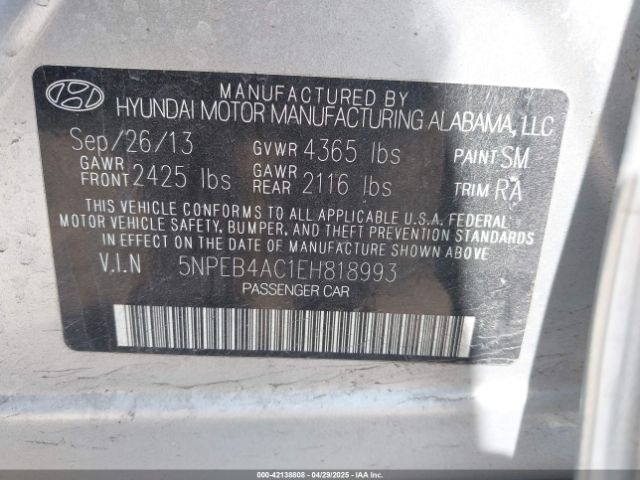 MANUFACTURED BY
HYUNDAI MOTOR MANUFACTURING ALABAMA, LLC
Sep/26/13 GVWR 4365 lbs PAINT SM
GAWR FRONT 2425 lbs GAWR REAR 2116 lbs TRIM RA
THIS VEHICLE CONFORMS TO ALL APPLICABLE U.S.A. FEDERAL
MOTOR VEHICLE SAFETY, BUMPER, AND THEFT PREVENTION STANDARDS
IN EFFECT ON THE DATE OF MANUFACTURE SHOWN ABOVE.
V.I.N 5NPEB4AC1EH818993
PASSENGER CAR
000-42138808 04/29/2025 Copyright IAA, LLC.